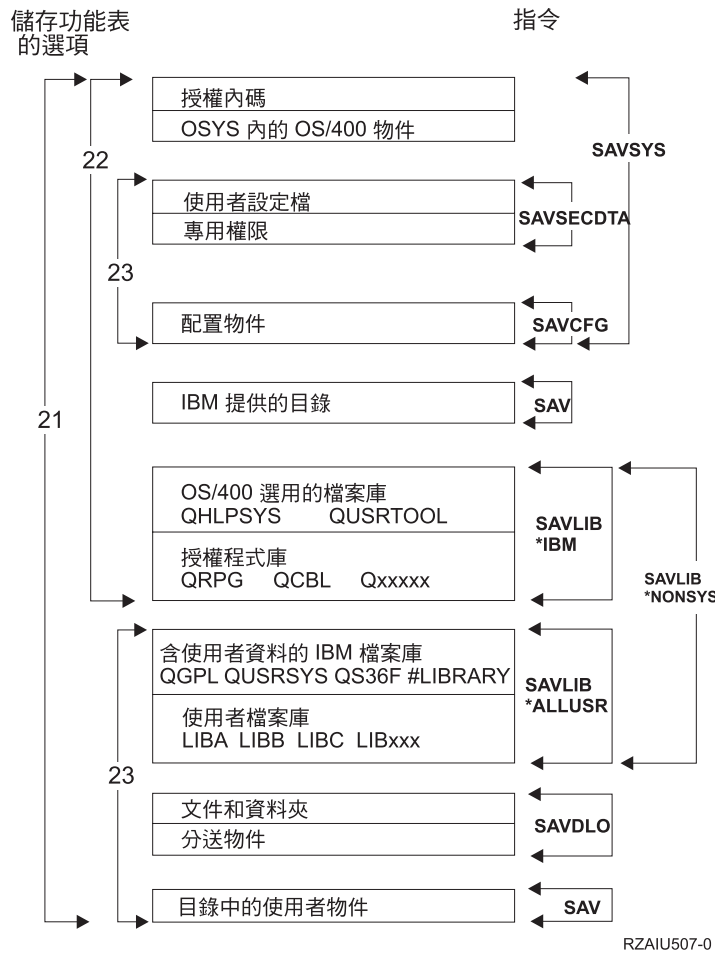 儲存功能表
的選項
指令
授權內碼
OSYS 內的 OS/400 物件
22
SAVSYS
使用者設定檔
專用權限
SAVSECDTA
23
配置物件
SAVCFG
IBM 提供的目錄
SAV
21
OS/400 選用的檔案庫
QHLPSYS QUSRTOOL
授權程式庫
QRPG QCBL Qxxxxx
SAVLIB
*IBM
SAVLIB
*NONSYS
含使用者資料的 IBM 檔案庫
QGPL QUSRSYS QS36F #LIBRARY
使用者檔案庫
LIBA LIBB LIBC LIBxxx
SAVLIB
*ALLUSR
23
文件和資料夾
分送物件
SAVDLO
目錄中的使用者物件
SAV
RZAIU507-0